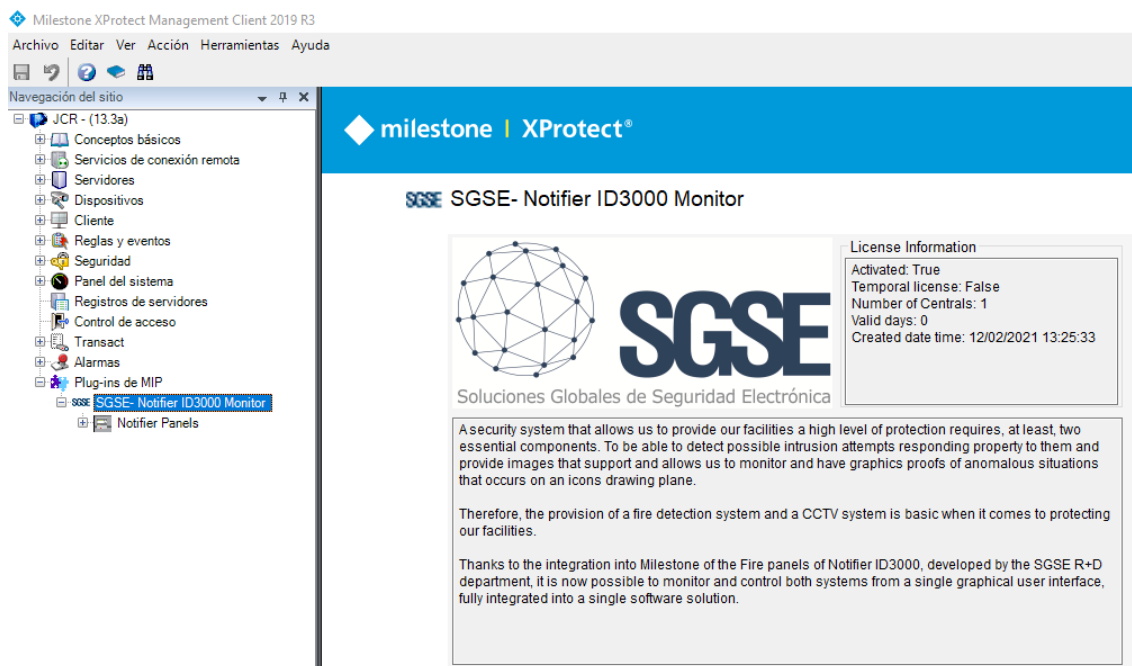 Milestone XProtect Management Client 2019 R3
Archivo Editar Ver Acción Herramientas Ayuda
Navegación del sitio
JCR - (13.3a)
Conceptos básicos
Servicios de conexión remota
Servidores
Dispositivos
Cliente
Reglas y eventos
Seguridad
Panel del sistema
Registros de servidores
Control de acceso
Transact
Alarmas
Plug-ins de MIP
SGSE SGSE- Notifier ID3000 Monitor
Notifier Panels
milestone | XProtect®
SGSE SGSE- Notifier ID3000 Monitor
SGSE
Soluciones Globales de Seguridad Electrónica
License Information
Activated: True
Temporal license: False
Number of Centrals: 1
Valid days: 0
Created date time: 12/02/2021 13:25:33
A security system that allows us to provide our facilities a high level of protection requires, at least, two
essential components. To be able to detect possible intrusion attempts responding property to them and
provide images that support and allows us to monitor and have graphics proofs of anomalous situations
that occurs on an icons drawing plane.
Therefore, the provision of a fire detection system and a CCTV system is basic when it comes to protecting
our facilities.
Thanks to the integration into Milestone of the Fire panels of Notifier ID3000, developed by the SGSE R+D
department, it is now possible to monitor and control both systems from a single graphical user interface,
fully integrated into a single software solution.